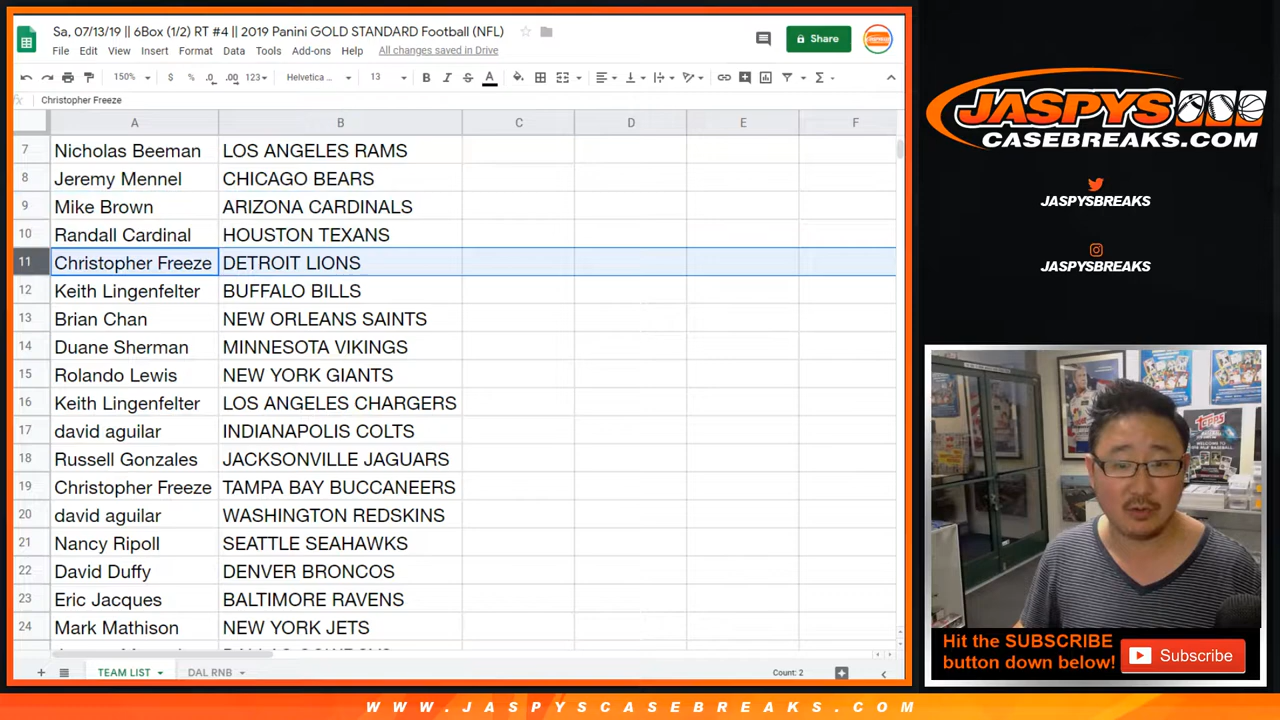 Sa, 07/13/19 || 6Box (1/2) RT #4 || 2019 Panini GOLD STANDARD Football (NFL)
File Edit View Insert Format Data Tools Add-ons Help All changes saved in Drive
Share
150% $ % .0 .00 123 Helvetica ... 13 B I S A
fx Christopher Freeze
A B C D E F
7 Nicholas Beeman LOS ANGELES RAMS
8 Jeremy Mennel CHICAGO BEARS
9 Mike Brown ARIZONA CARDINALS
10 Randall Cardinal HOUSTON TEXANS
11 Christopher Freeze DETROIT LIONS
12 Keith Lingenfelter BUFFALO BILLS
13 Brian Chan NEW ORLEANS SAINTS
14 Duane Sherman MINNESOTA VIKINGS
15 Rolando Lewis NEW YORK GIANTS
16 Keith Lingenfelter LOS ANGELES CHARGERS
17 david aguilar INDIANAPOLIS COLTS
18 Russell Gonzales JACKSONVILLE JAGUARS
19 Christopher Freeze TAMPA BAY BUCCANEERS
20 david aguilar WASHINGTON REDSKINS
21 Nancy Ripoll SEATTLE SEAHAWKS
22 David Duffy DENVER BRONCOS
23 Eric Jacques BALTIMORE RAVENS
24 Mark Mathison NEW YORK JETS
TEAM LIST DAL RNB Count: 2
JASPYS
CASEBREAKS.COM
JASPYSBREAKS
JASPYSBREAKS
TOPPS
Hit the SUBSCRIBE
button down below!
Subscribe
WWW.JASPYSCASEBREAKS.COM